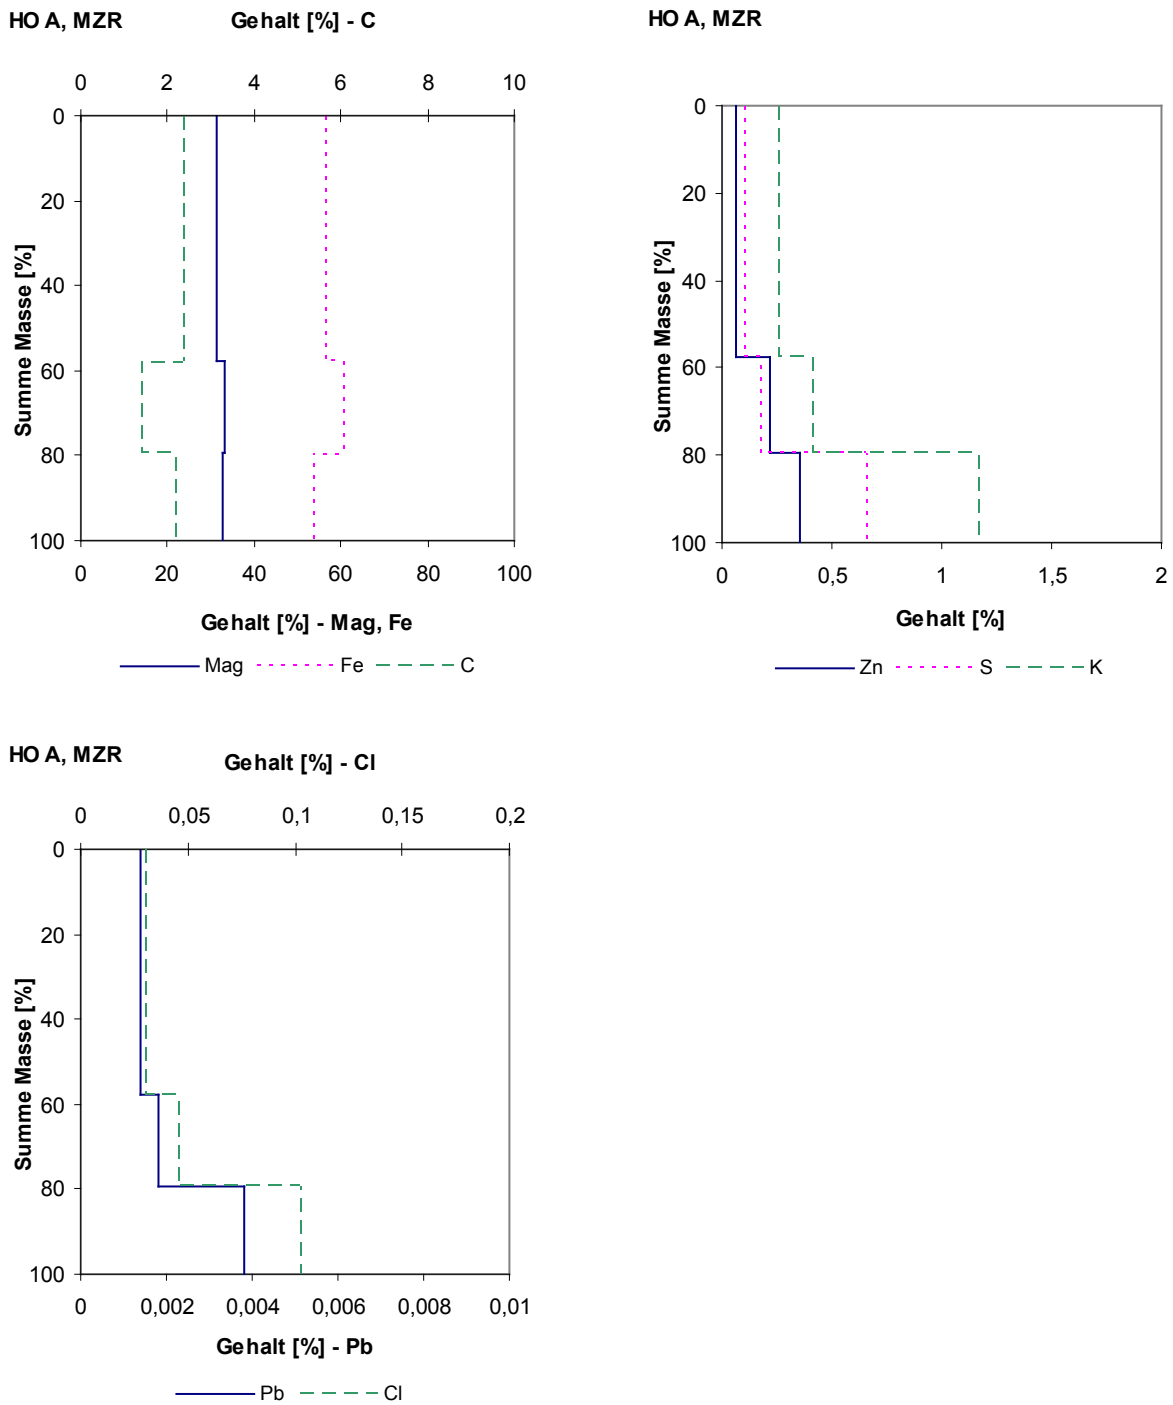 HO A, MZR
Gehalt [%] - C
0 2 4 6 8 10
0
20
40
60
80
100
Summe Masse [%]
0 20 40 60 80 100
Gehalt [%] - Mag, Fe
Mag Fe C
HO A, MZR
0
20
40
60
80
100
Summe Masse [%]
0 0,5 1 1,5 2
Gehalt [%]
Zn S K
HO A, MZR
Gehalt [%] - Cl
0 0,05 0,1 0,15 0,2
0
20
40
60
80
100
Summe Masse [%]
0 0,002 0,004 0,006 0,008 0,01
Gehalt [%] - Pb
Pb Cl